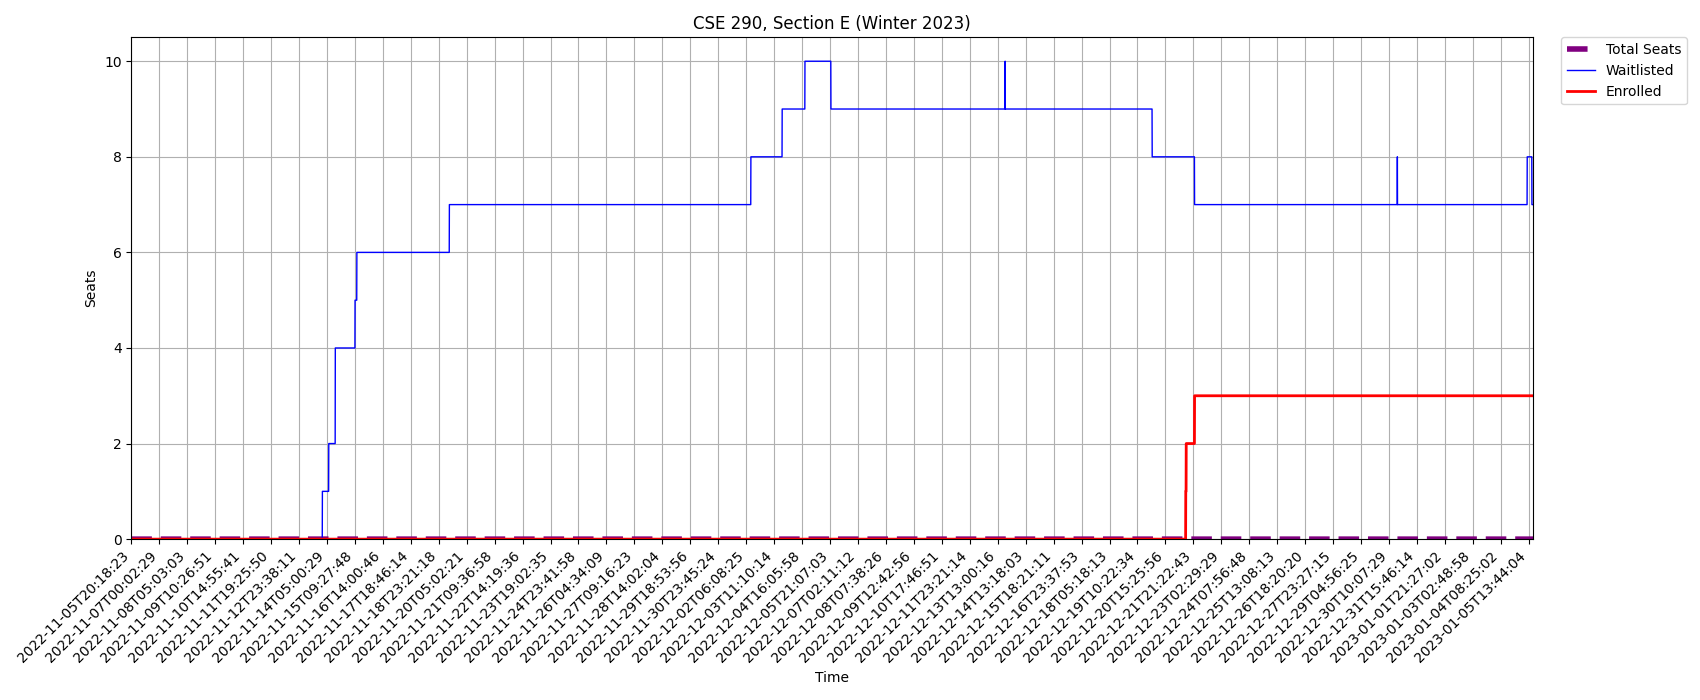 CSE 290, Section E (Winter 2023)
Total Seats
Waitlisted
Enrolled
10
8
6
4
2
0
Seats
2022-11-05T20:18:23
2022-11-07T00:02:29
2022-11-08T05:03:03
2022-11-09T10:26:51
2022-11-10T14:55:41
2022-11-11T19:25:50
2022-11-12T23:38:11
2022-11-14T05:00:29
2022-11-15T09:27:48
2022-11-16T14:00:46
2022-11-17T18:46:14
2022-11-18T23:21:18
2022-11-20T05:02:21
2022-11-21T09:36:58
2022-11-22T14:19:36
2022-11-23T19:02:35
2022-11-24T23:41:58
2022-11-26T04:34:09
2022-11-27T09:16:23
2022-11-28T14:02:04
2022-11-29T18:53:56
2022-11-30T23:45:24
2022-12-02T06:08:25
2022-12-03T11:10:14
2022-12-04T16:05:58
2022-12-05T21:07:03
2022-12-07T02:11:12
2022-12-08T07:38:26
2022-12-09T12:42:56
2022-12-10T17:46:51
2022-12-11T23:21:14
2022-12-13T13:00:16
2022-12-14T13:18:03
2022-12-15T18:21:11
2022-12-16T23:37:53
2022-12-18T05:18:13
2022-12-19T10:22:34
2022-12-20T15:25:56
2022-12-21T21:22:43
2022-12-23T02:29:29
2022-12-24T07:56:48
2022-12-25T13:08:13
2022-12-26T18:20:20
2022-12-27T23:27:15
2022-12-29T04:56:25
2022-12-30T10:07:29
2022-12-31T15:46:14
2023-01-01T21:27:02
2023-01-03T02:48:58
2023-01-04T08:25:02
2023-01-05T13:44:04
Time